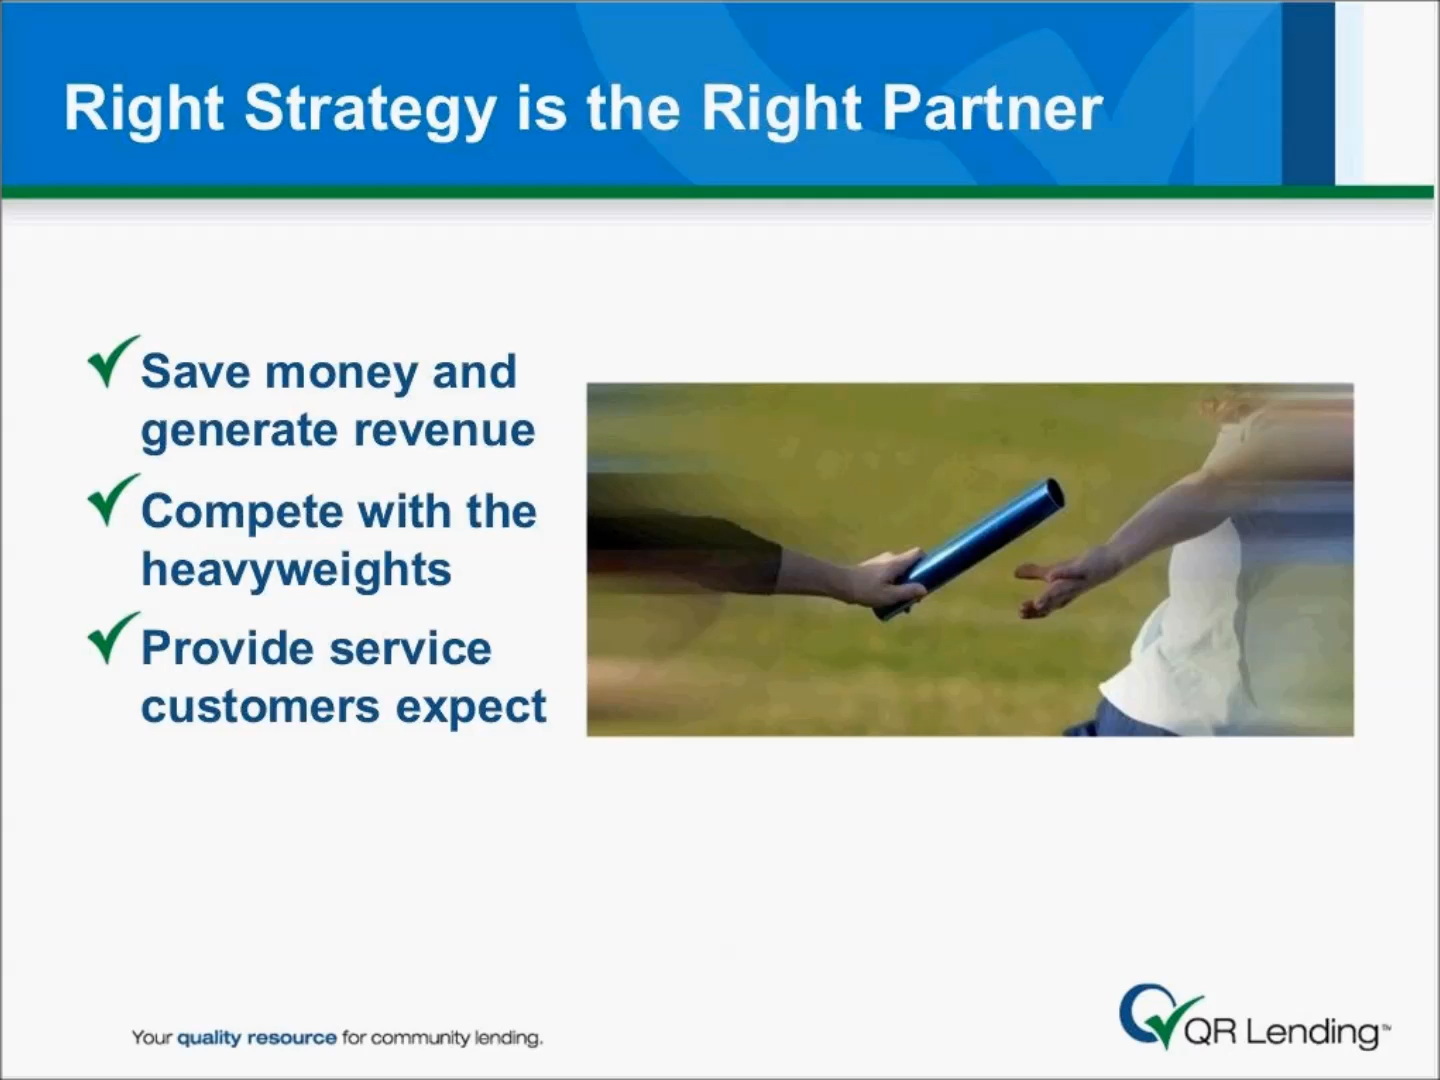 Right Strategy is the Right Partner
Save money and
generate revenue
Compete with the
heavyweights
Provide service
customers expect
Your quality resource for community lending.
QR Lending™